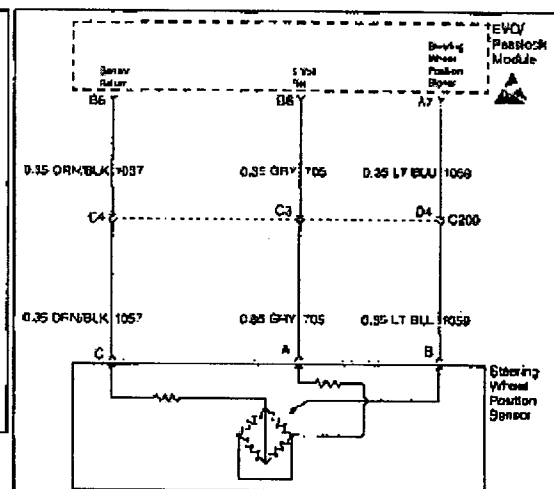 EVO/
Passlock
Module
Steering
Wheel
Position
Signal
Sensor
Return
5 Volt
B6
A7
0.35 ORN/BLK 1057
0.35 GRY 705
0.35 LT BLU 1059
C4
C3
D4
C200
0.35 ORN/BLK 1057
0.35 GRY 705
0.35 LT BLU 1059
C
A
B
Steering
Wheel
Position
Sensor